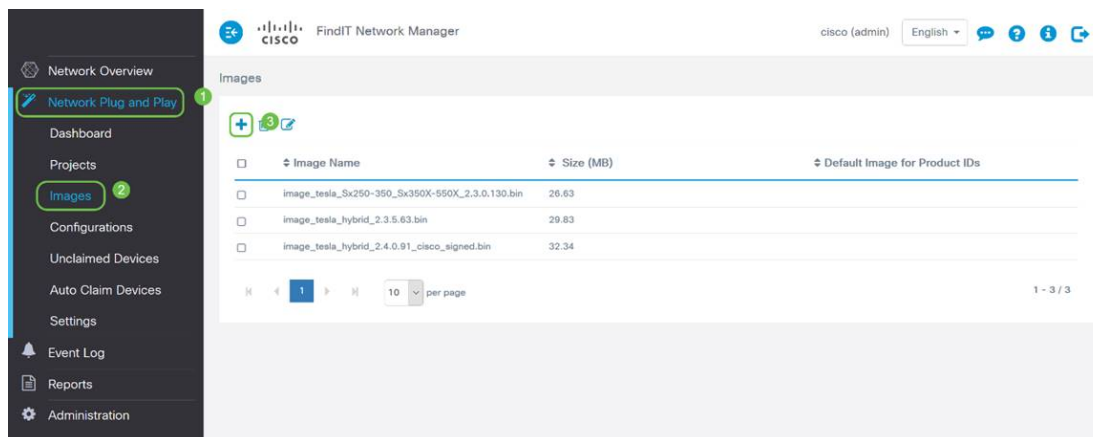 CISCO FindIT Network Manager cisco (admin) English
Network Overview
Network Plug and Play 1
Dashboard
Projects
Images 2
Configurations
Unclaimed Devices
Auto Claim Devices
Settings
Event Log
Reports
Administration
Images
3
Image Name Size (MB) Default Image for Product IDs
image_tesla_Sx250-350_Sx350X-550X_2.3.0.130.bin 26.63
image_tesla_hybrid_2.3.5.63.bin 29.83
image_tesla_hybrid_2.4.0.91_cisco_signed.bin 32.34
1 10 per page 1 - 3 / 3